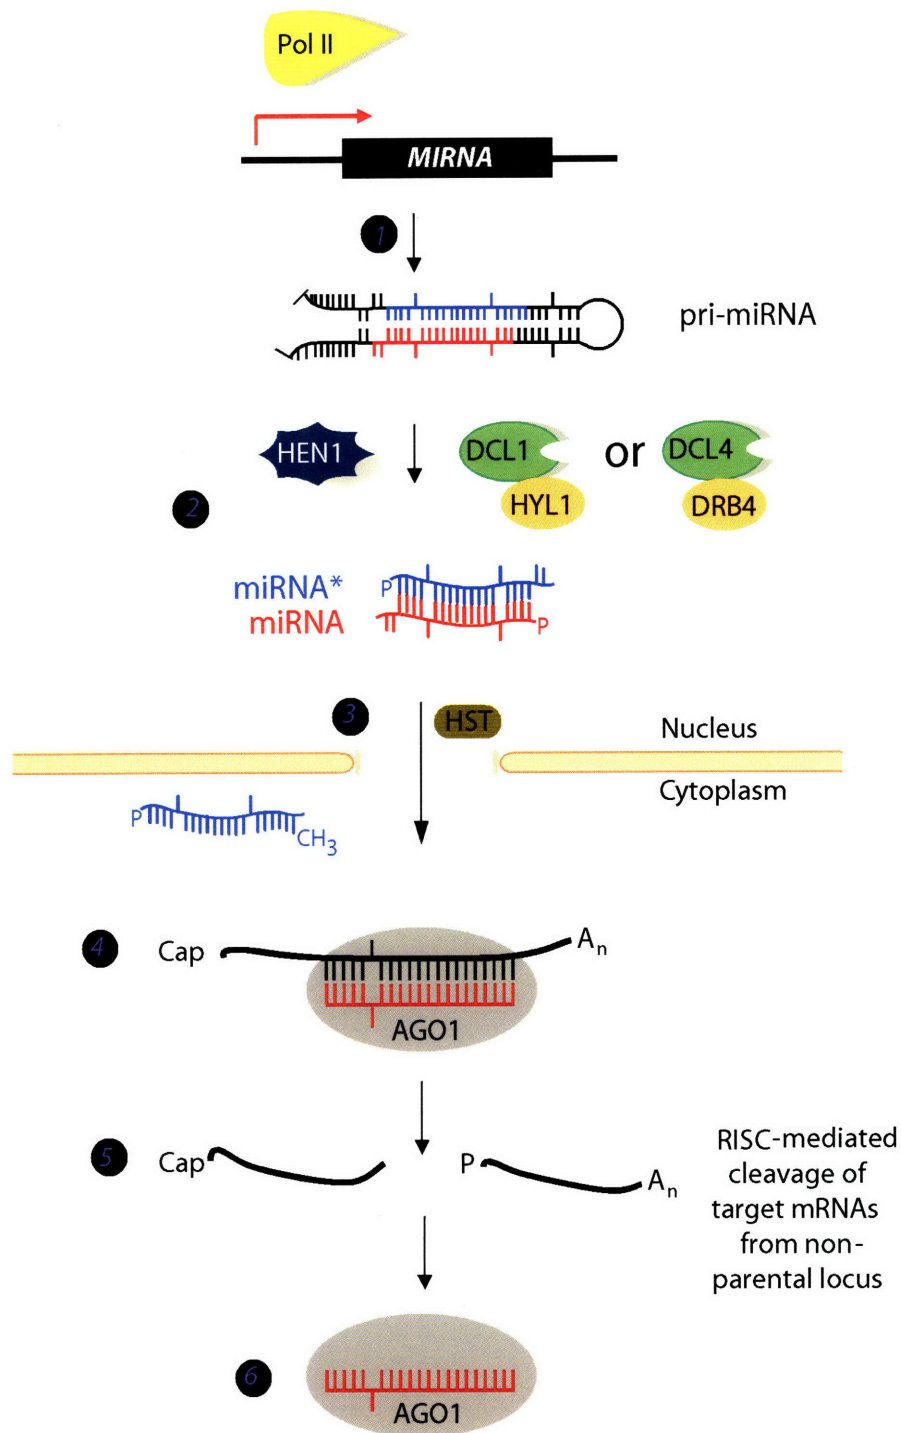 Pol II
MIRNA
1
pri-miRNA
HEN1
DCL1
or
DCL4
HYL1
DRB4
2
miRNA*
P
miRNA
P
3
HST
Nucleus
Cytoplasm
P
CH₃
4
Cap
Aₙ
AGO1
5
Cap
P
Aₙ
RISC-mediated
cleavage of
target mRNAs
from non-
parental locus
6
AGO1